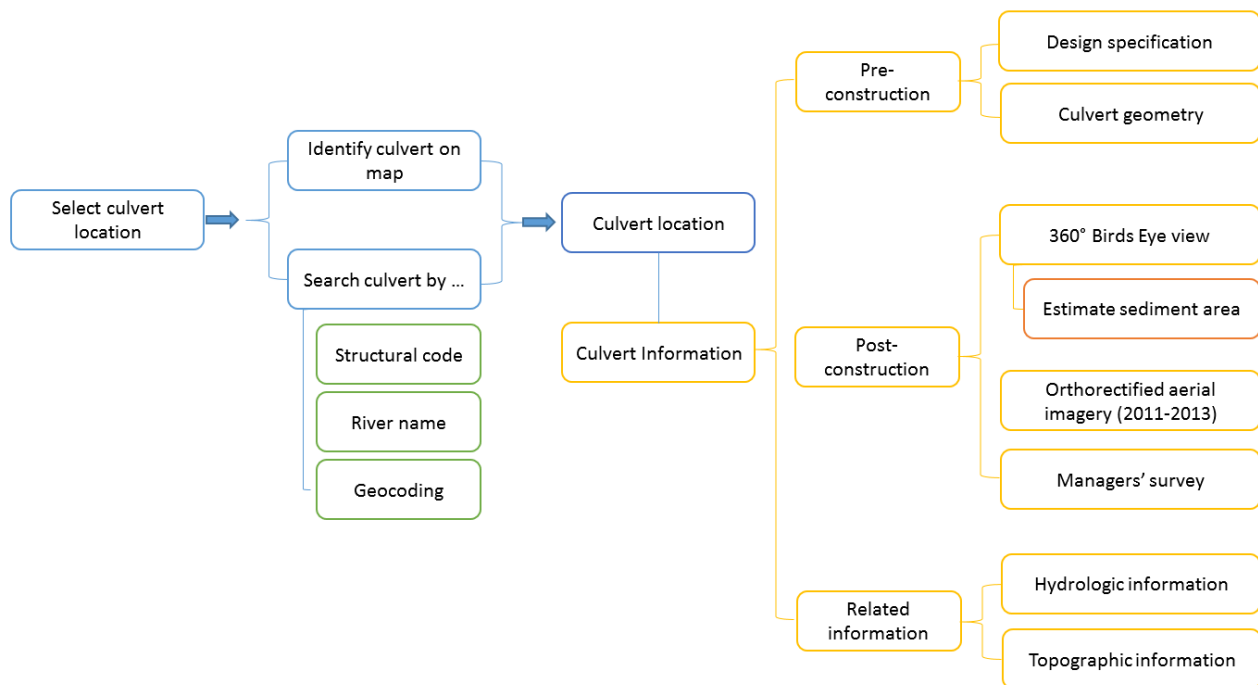 Select culvert
location
Identify culvert on
map
Search culvert by ...
Structural code
River name
Geocoding
Culvert location
Culvert Information
Pre-
construction
Design specification
Culvert geometry
Post-
construction
360° Birds Eye view
Estimate sediment area
Orthorectified aerial
imagery (2011-2013)
Managers’ survey
Related
information
Hydrologic information
Topographic information